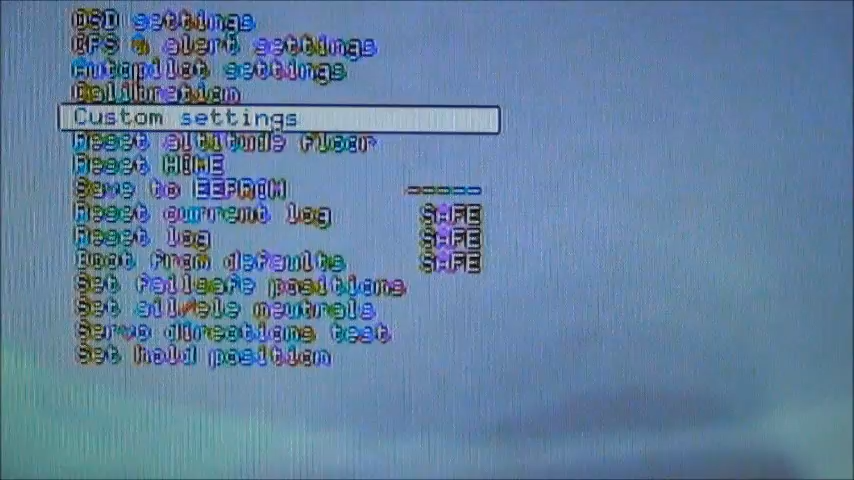 OSD settings
GPS & alert settings
Autopilot settings
Calibration
Custom settings
Reset altitude floor
Reset HOME
Save to EEPROM -----
Reset current log SAFE
Reset log SAFE
Boot from defaults SAFE
Set failsafe positions
Set ail/ele neutrals
Servo directions test
Set hold position